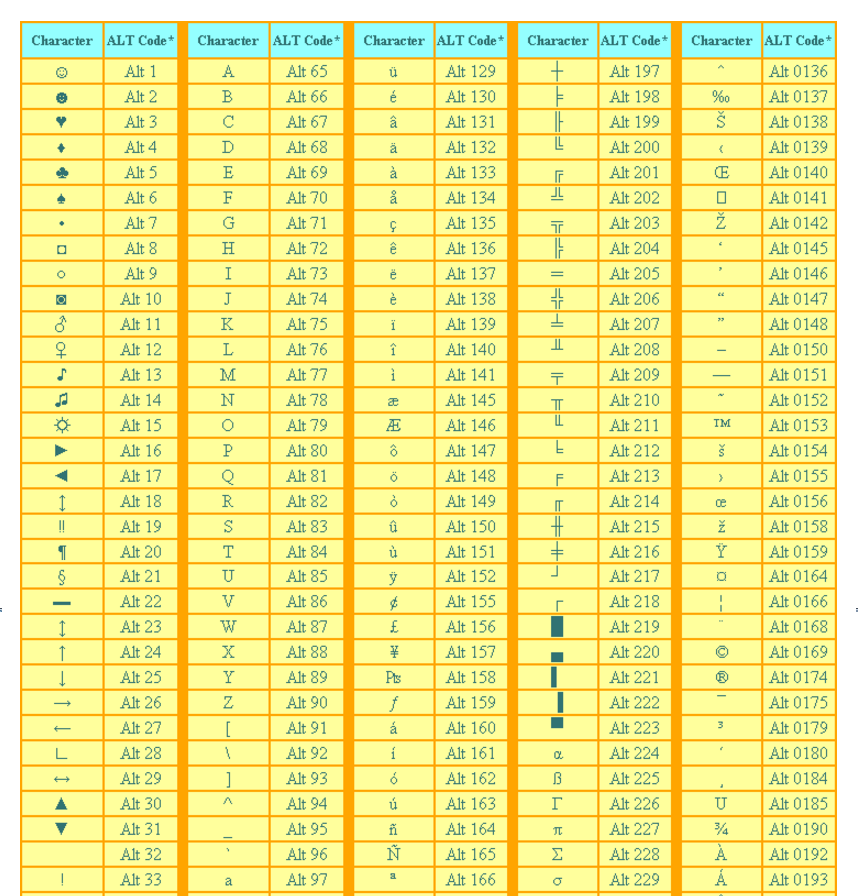 Character ALT Code* Character ALT Code* Character ALT Code* Character ALT Code* Character ALT Code*
☺ Alt 1 A Alt 65 ü Alt 129 ┼ Alt 197 ˆ Alt 0136
☻ Alt 2 B Alt 66 é Alt 130 ╞ Alt 198 ‰ Alt 0137
♥ Alt 3 C Alt 67 â Alt 131 ╟ Alt 199 Š Alt 0138
♦ Alt 4 D Alt 68 ä Alt 132 ╚ Alt 200 ‹ Alt 0139
♣ Alt 5 E Alt 69 à Alt 133 ╔ Alt 201 Œ Alt 0140
♠ Alt 6 F Alt 70 å Alt 134 ╩ Alt 202 □ Alt 0141
• Alt 7 G Alt 71 ç Alt 135 ╦ Alt 203 Ž Alt 0142
◘ Alt 8 H Alt 72 ê Alt 136 ╠ Alt 204 ‘ Alt 0145
○ Alt 9 I Alt 73 ë Alt 137 ═ Alt 205 ’ Alt 0146
◙ Alt 10 J Alt 74 è Alt 138 ╬ Alt 206 “ Alt 0147
♂ Alt 11 K Alt 75 ï Alt 139 ╧ Alt 207 ” Alt 0148
♀ Alt 12 L Alt 76 î Alt 140 ╨ Alt 208 – Alt 0150
♪ Alt 13 M Alt 77 ì Alt 141 ╤ Alt 209 — Alt 0151
♫ Alt 14 N Alt 78 æ Alt 145 ╥ Alt 210 ˜ Alt 0152
☼ Alt 15 O Alt 79 Æ Alt 146 ╙ Alt 211 ™ Alt 0153
► Alt 16 P Alt 80 ô Alt 147 ╘ Alt 212 š Alt 0154
◄ Alt 17 Q Alt 81 ö Alt 148 ╒ Alt 213 › Alt 0155
↕ Alt 18 R Alt 82 ò Alt 149 ╓ Alt 214 œ Alt 0156
‼ Alt 19 S Alt 83 û Alt 150 ╫ Alt 215 ž Alt 0158
¶ Alt 20 T Alt 84 ù Alt 151 ╪ Alt 216 Ÿ Alt 0159
§ Alt 21 U Alt 85 ÿ Alt 152 ┘ Alt 217 ¤ Alt 0164
▬ Alt 22 V Alt 86 ¢ Alt 155 ┌ Alt 218 ¦ Alt 0166
↨ Alt 23 W Alt 87 £ Alt 156 █ Alt 219 ¨ Alt 0168
↑ Alt 24 X Alt 88 ¥ Alt 157 ▄ Alt 220 © Alt 0169
↓ Alt 25 Y Alt 89 ₧ Alt 158 ▌ Alt 221 ® Alt 0174
→ Alt 26 Z Alt 90 ƒ Alt 159 ▐ Alt 222 ¯ Alt 0175
← Alt 27 [ Alt 91 á Alt 160 ▀ Alt 223 ³ Alt 0179
∟ Alt 28 \ Alt 92 í Alt 161 α Alt 224 ´ Alt 0180
↔ Alt 29 ] Alt 93 ó Alt 162 ß Alt 225 ¸ Alt 0184
▲ Alt 30 ^ Alt 94 ú Alt 163 Γ Alt 226 U Alt 0185
▼ Alt 31 _ Alt 95 ñ Alt 164 π Alt 227 ¾ Alt 0190
Alt 32 ` Alt 96 Ñ Alt 165 Σ Alt 228 À Alt 0192
! Alt 33 a Alt 97 ª Alt 166 σ Alt 229 Á Alt 0193